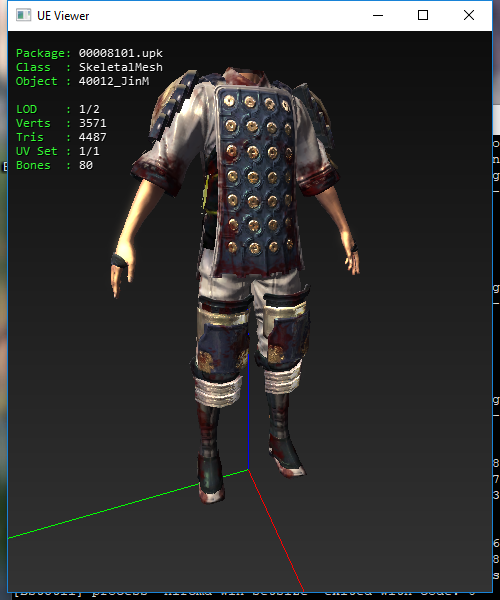 UE Viewer
Package: 00008101.upk
Class : SkeletalMesh
Object : 40012_JinM
LOD : 1/2
Verts : 3571
Tris : 4487
UV Set : 1/1
Bones : 80